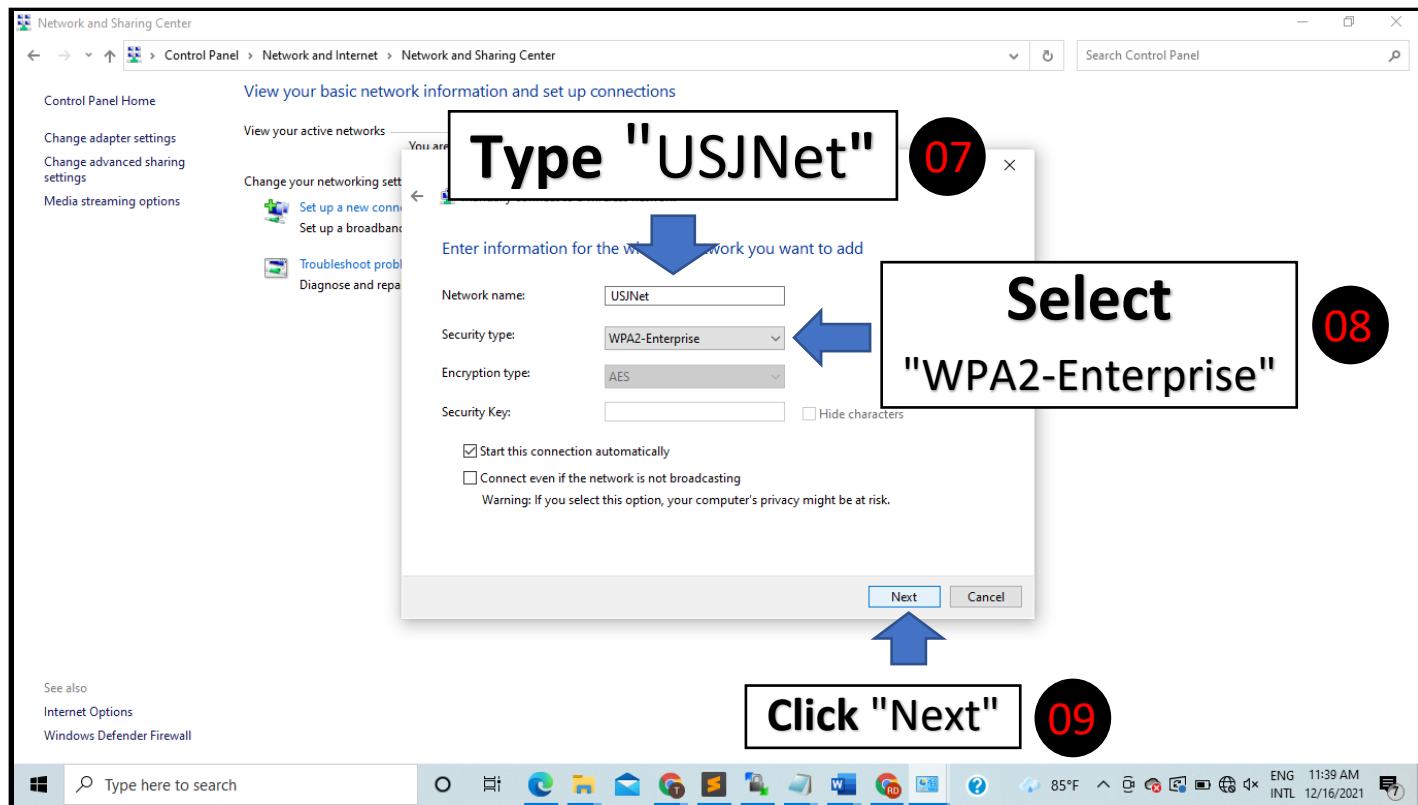 Network and Sharing Center
Control Panel > Network and Internet > Network and Sharing Center
Search Control Panel
Control Panel Home
View your basic network information and set up connections
Change adapter settings
View your active networks
You are
Change advanced sharing
settings
Change your networking sett
Media streaming options
Set up a new conn
Set up a broadband
Troubleshoot probl
Diagnose and repa
Type "USJNet"
07
Enter information for the
work you want to add
Network name:
USJNet
Select
"WPA2-Enterprise"
08
Security type:
WPA2-Enterprise
Encryption type:
AES
Security Key:
Hide characters
Start this connection automatically
Connect even if the network is not broadcasting
Warning: If you select this option, your computer's privacy might be at risk.
Next
Cancel
Click "Next"
09
See also
Internet Options
Windows Defender Firewall
Type here to search
85°F
ENG
INTL
11:39 AM
12/16/2021
7